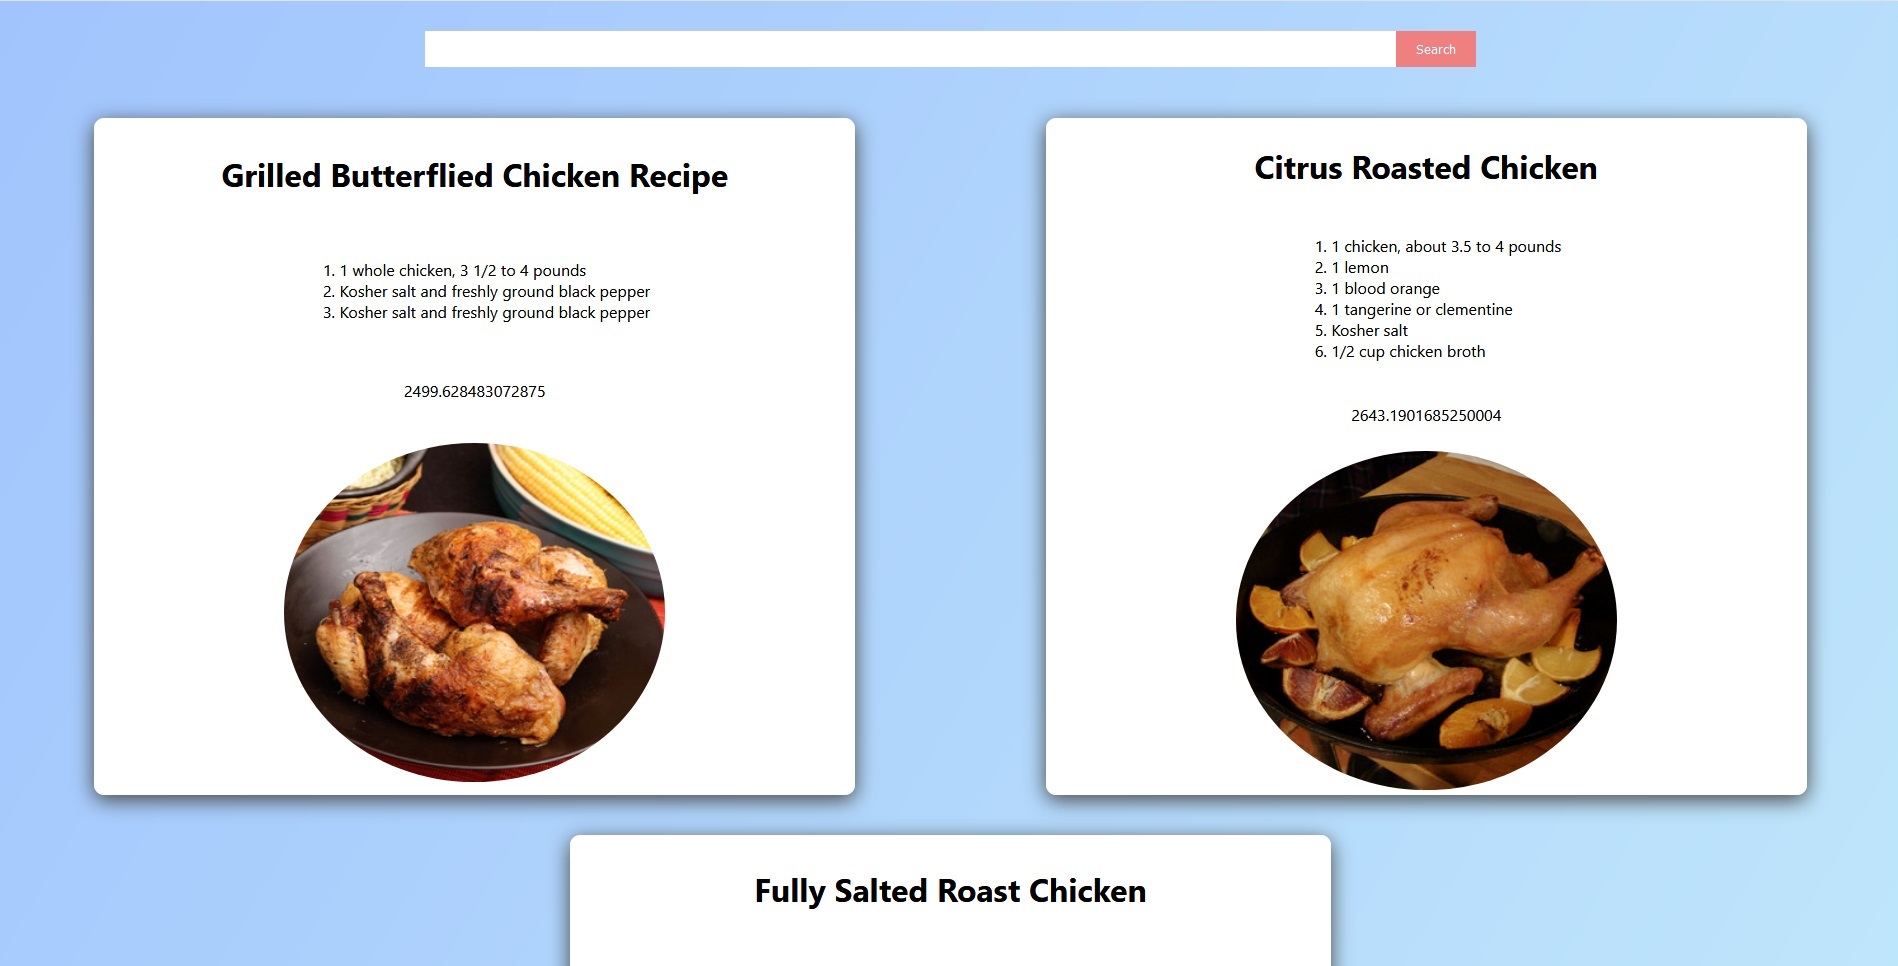 Search
Grilled Butterflied Chicken Recipe
1. 1 whole chicken, 3 1/2 to 4 pounds
2. Kosher salt and freshly ground black pepper
3. Kosher salt and freshly ground black pepper
2499.628483072875
Citrus Roasted Chicken
1. 1 chicken, about 3.5 to 4 pounds
2. 1 lemon
3. 1 blood orange
4. 1 tangerine or clementine
5. Kosher salt
6. 1/2 cup chicken broth
2643.1901685250004
Fully Salted Roast Chicken